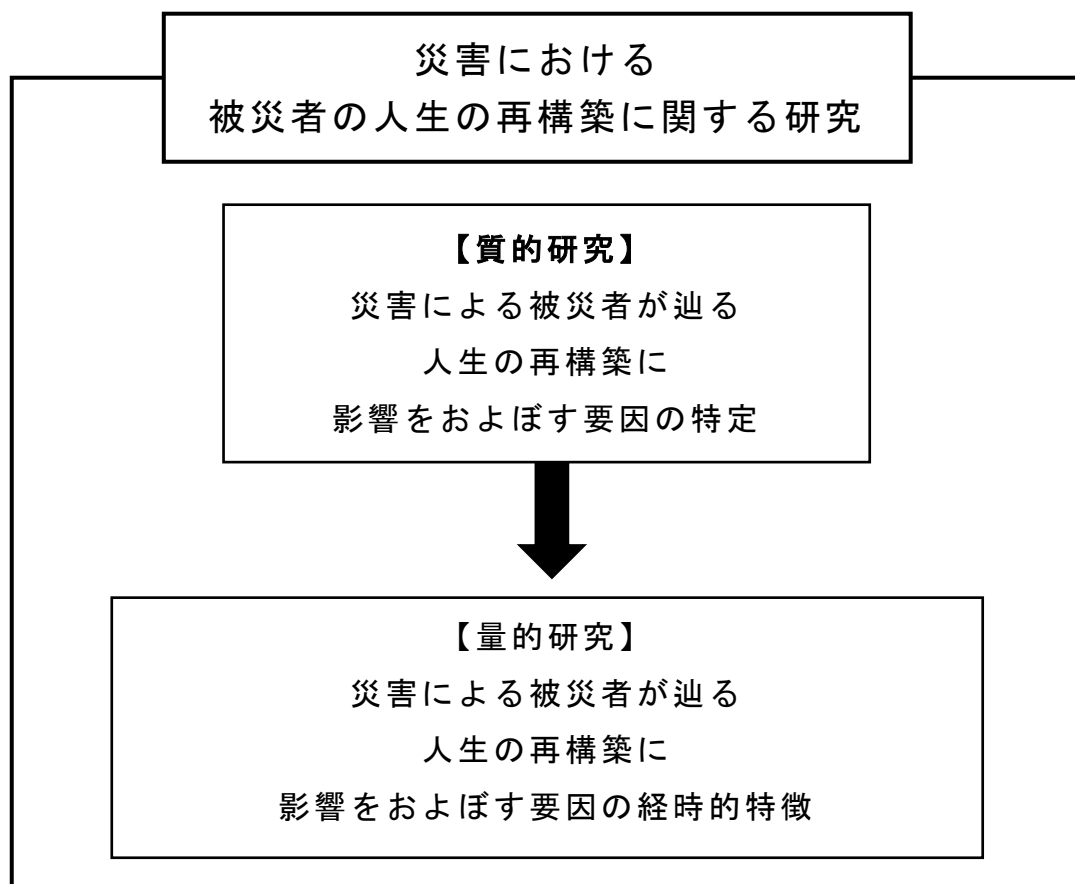 災害における
被災者の人生の再構築に関する研究
【質的研究】
災害による被災者が辿る
人生の再構築に
影響をおよぼす要因の特定
【量的研究】
災害による被災者が辿る
人生の再構築に
影響をおよぼす要因の経時的特徴